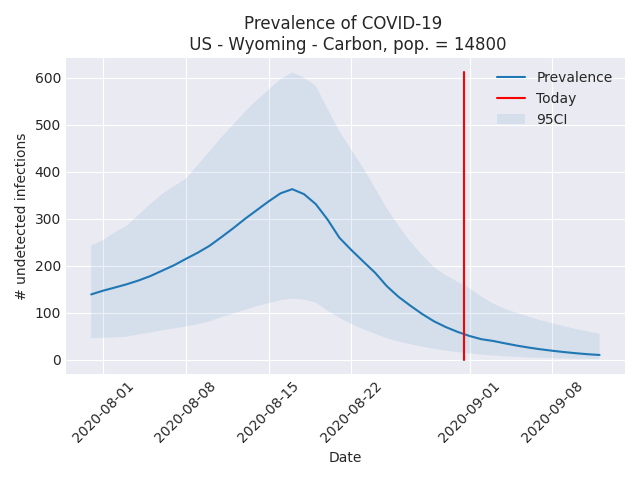 Prevalence of COVID-19
US - Wyoming - Carbon, pop. = 14800
600
500
400
300
200
100
0
# undetected infections
Prevalence
Today
95CI
2020-08-01
2020-08-08
2020-08-15
2020-08-22
2020-09-01
2020-09-08
Date